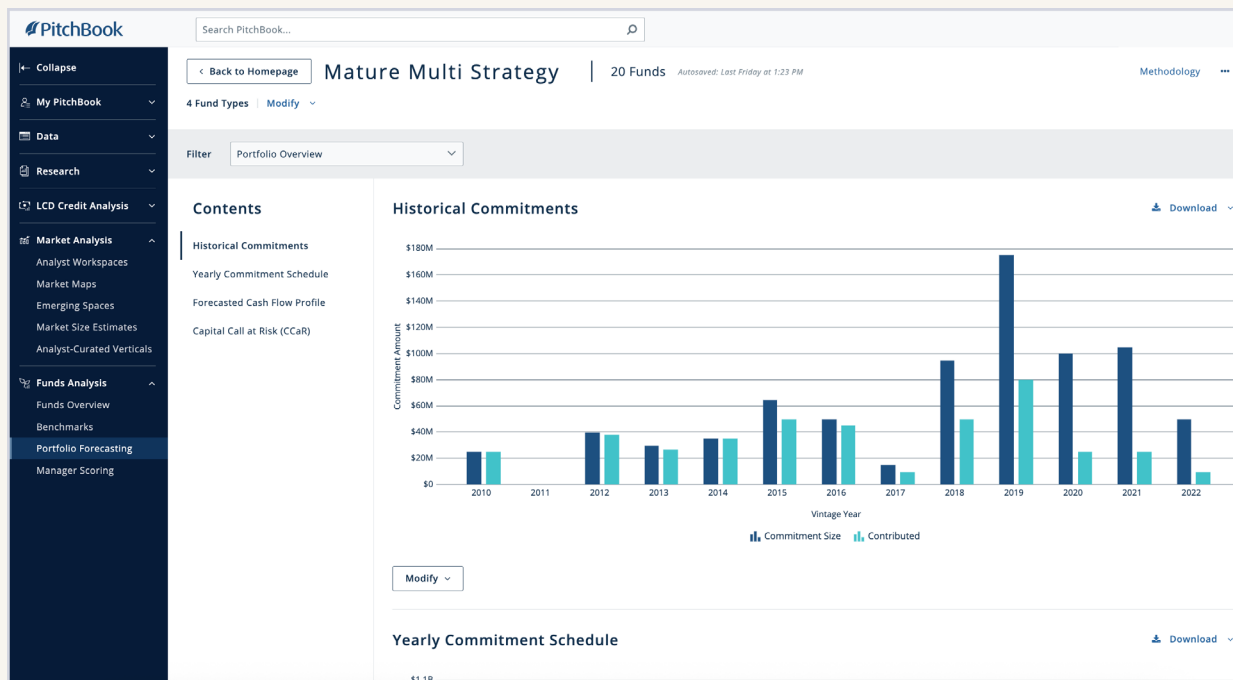 PitchBook
Search PitchBook...
Collapse
My PitchBook
Data
Research
LCD Credit Analysis
Market Analysis
Analyst Workspaces
Market Maps
Emerging Spaces
Market Size Estimates
Analyst-Curated Verticals
Funds Analysis
Funds Overview
Benchmarks
Portfolio Forecasting
Manager Scoring
Back to Homepage
Mature Multi Strategy
20 Funds
Autosaved: Last Friday at 1:23 PM
Methodology
4 Fund Types
Modify
Filter
Portfolio Overview
Contents
Historical Commitments
Yearly Commitment Schedule
Forecasted Cash Flow Profile
Capital Call at Risk (CCaR)
Historical Commitments
Download
Commitment Amount
$180M
$160M
$140M
$120M
$100M
$80M
$60M
$40M
$20M
$0
2010 2011 2012 2013 2014 2015 2016 2017 2018 2019 2020 2021 2022
Vintage Year
Commitment Size Contributed
Modify
Yearly Commitment Schedule
Download
$1.1B